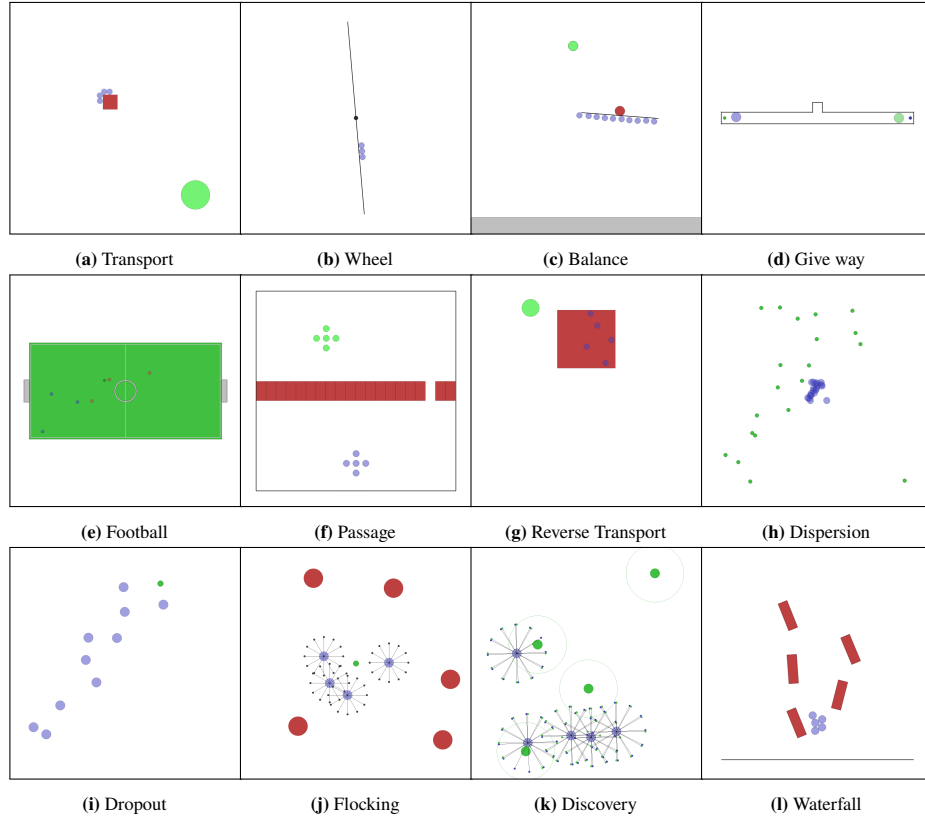 (a) Transport
(b) Wheel
(c) Balance
(d) Give way
(e) Football
(f) Passage
(g) Reverse Transport
(h) Dispersion
(i) Dropout
(j) Flocking
(k) Discovery
(l) Waterfall